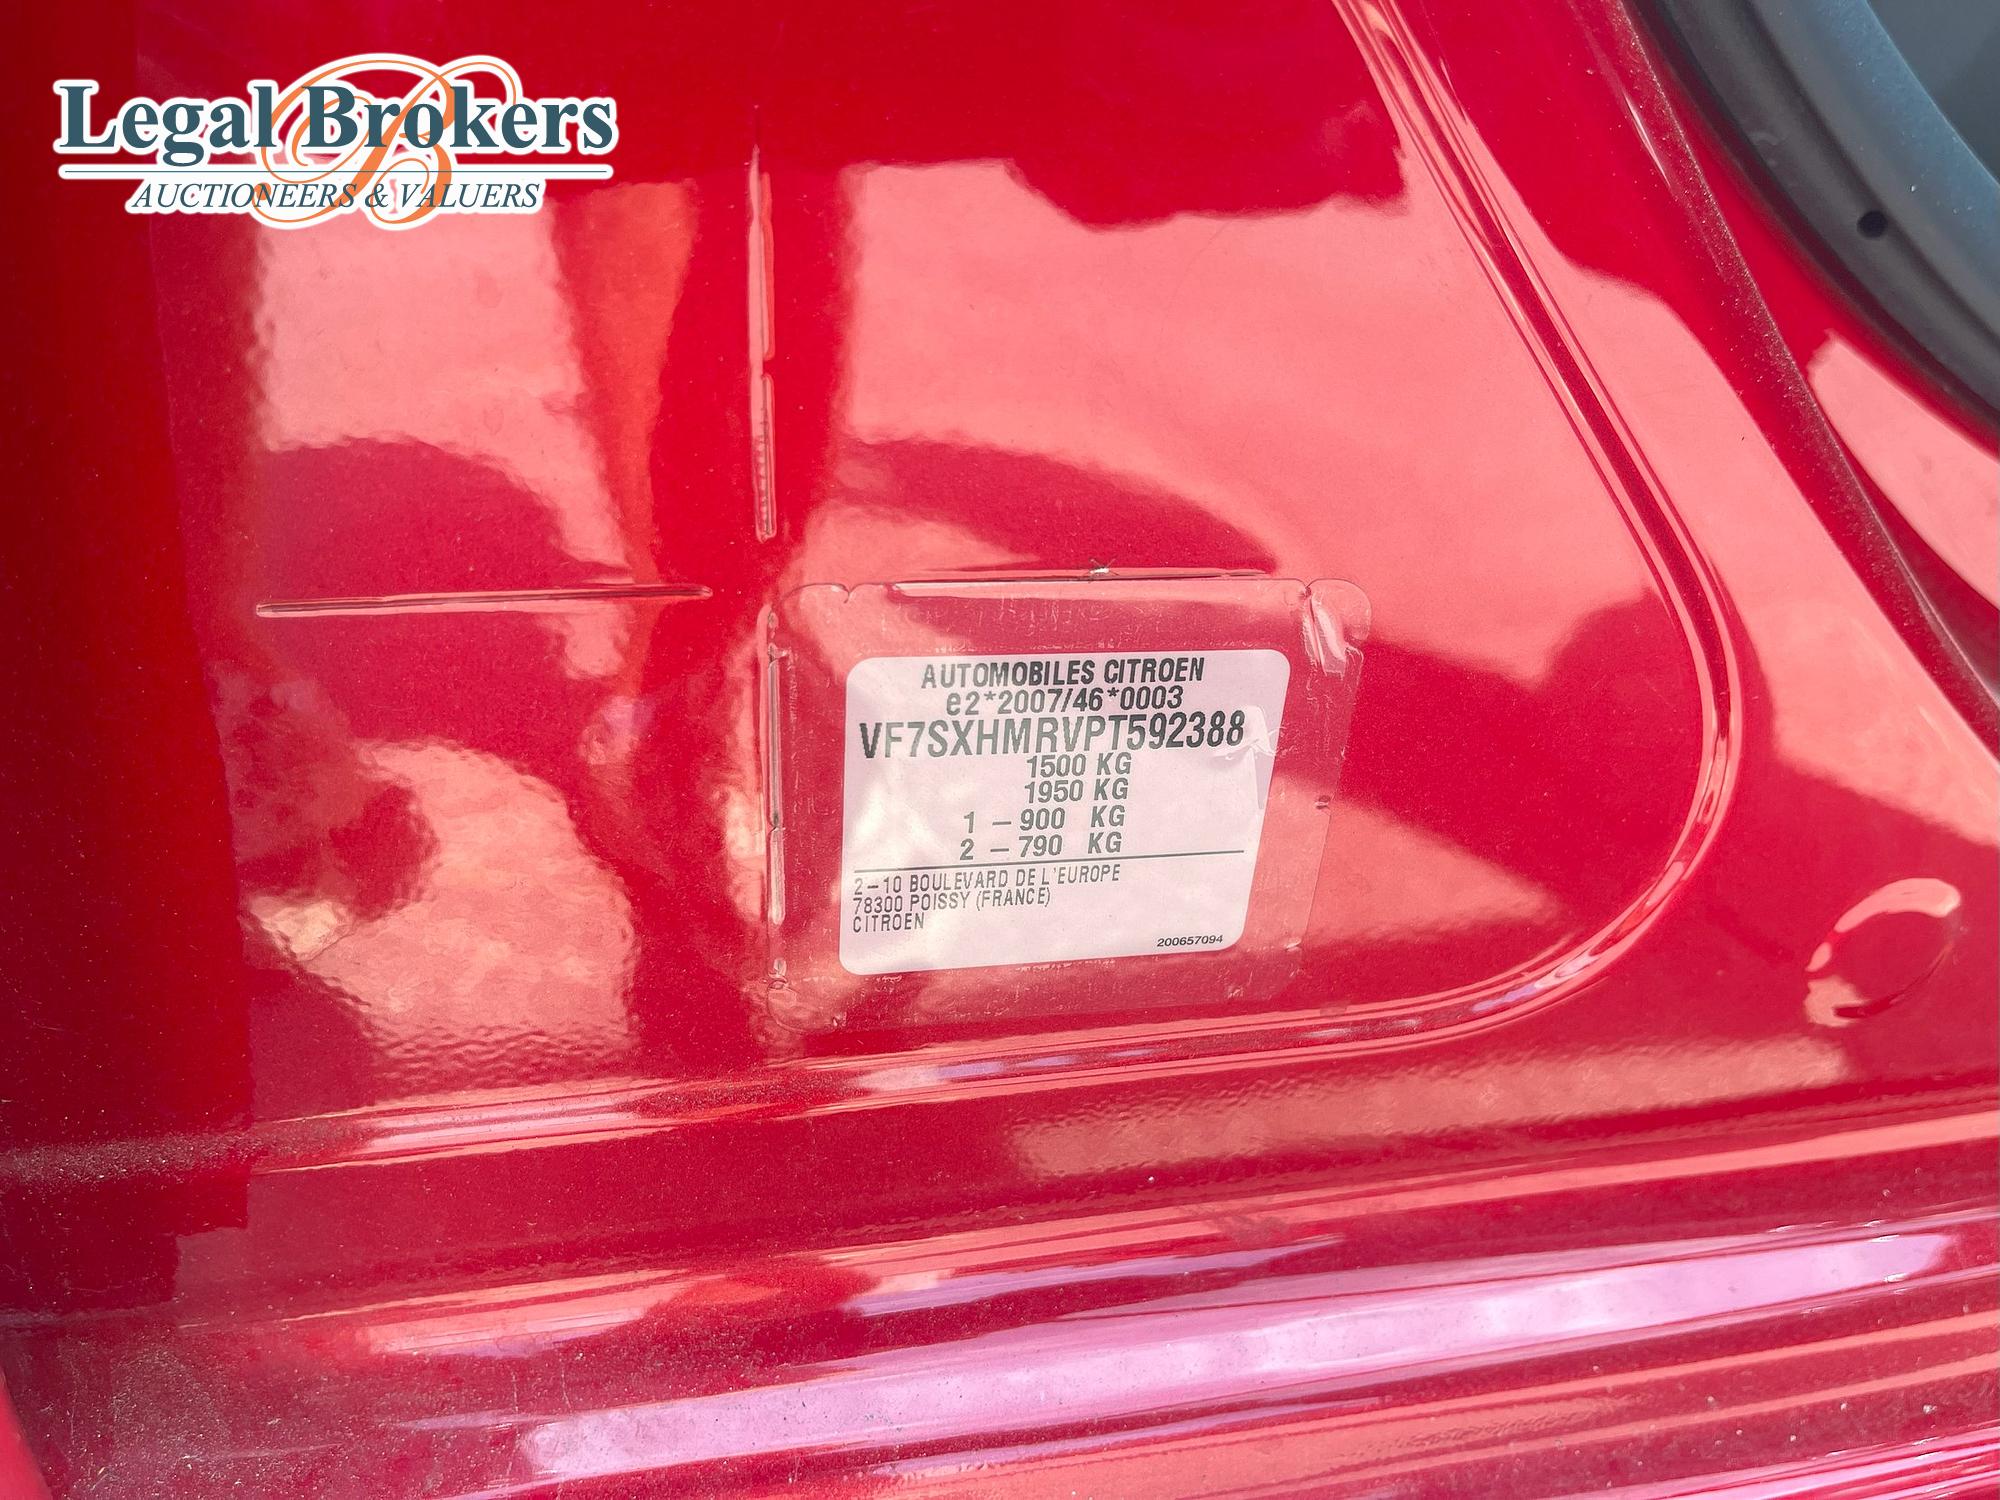 Legal Brokers
AUCTIONEERS & VALUERS
AUTOMOBILES CITROEN
e2*2007/46*0003
VF7SXHMRVPT592388
1500 KG
1950 KG
1 – 900 KG
2 – 790 KG
2–10 BOULEVARD DE L'EUROPE
78300 POISSY (FRANCE)
CITROEN
200657094